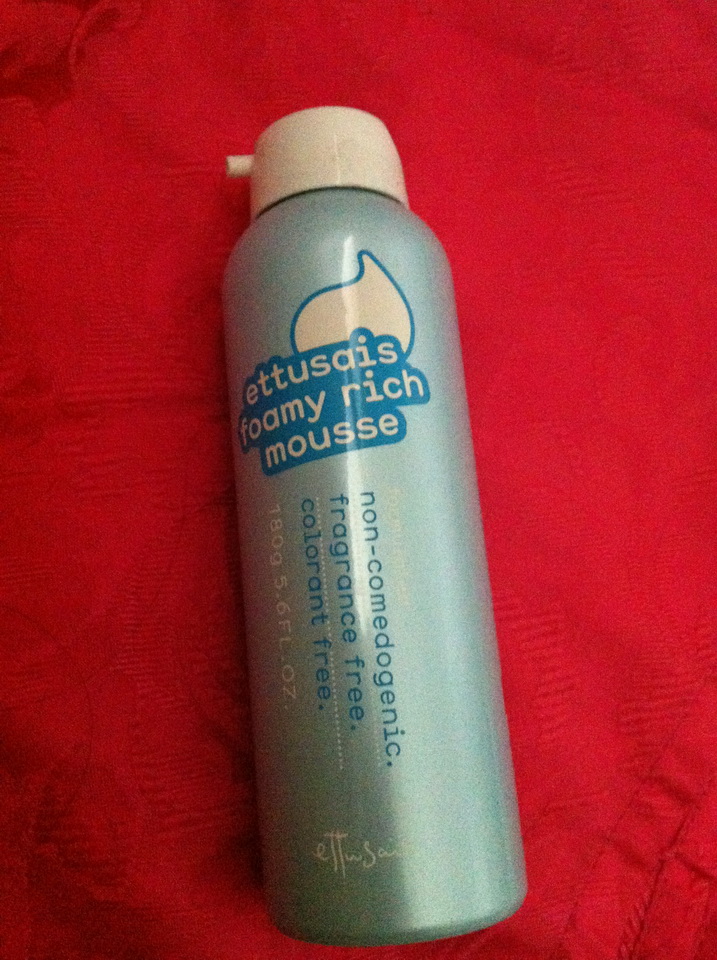 ettusais
foamy rich
mousse
non-comedogenic.
fragrance free.
colorant free.
180g 5.6FL.OZ.
ettusais